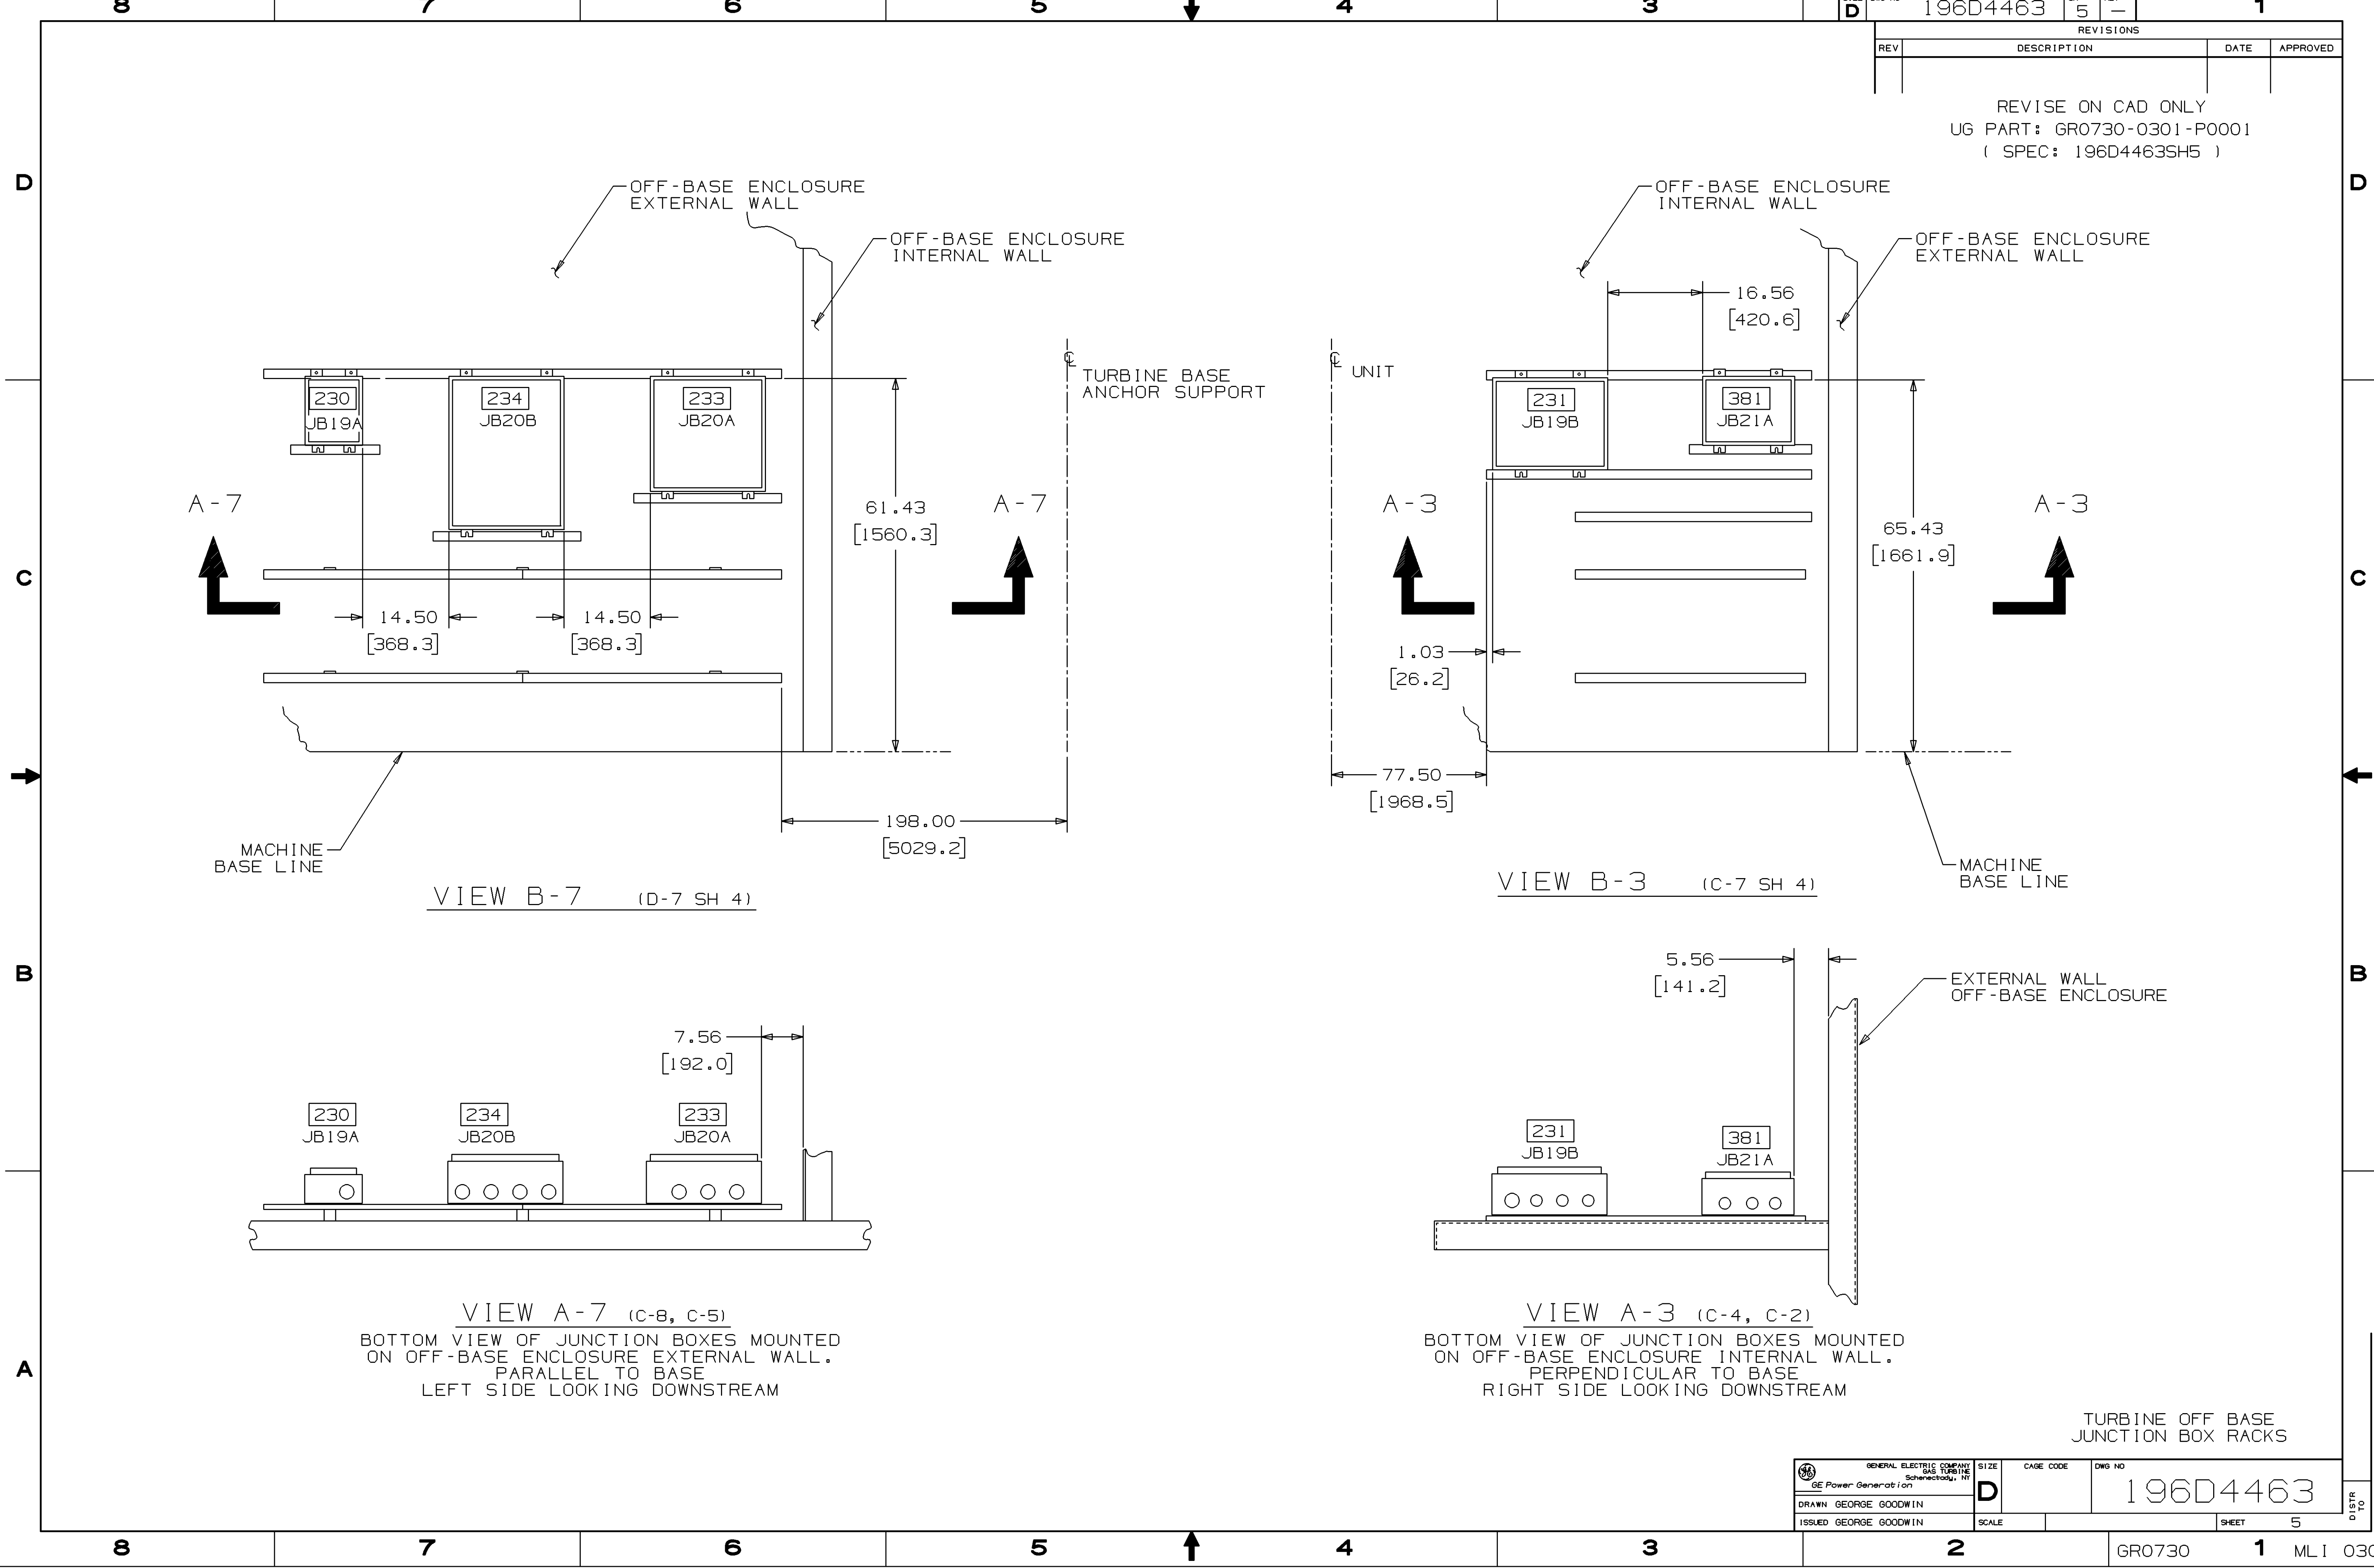 8 7 6 5 4 3 1
D 196D4463 5 —
REVISIONS
REV DESCRIPTION DATE APPROVED
REVISE ON CAD ONLY
UG PART: GR0730-0301-P0001
( SPEC: 196D4463SH5 )
D D
OFF-BASE ENCLOSURE
EXTERNAL WALL
OFF-BASE ENCLOSURE
INTERNAL WALL
230
JB19A
234
JB20B
233
JB20A
℄
TURBINE BASE
ANCHOR SUPPORT
A-7
A-7
61.43
[1560.3]
14.50
[368.3]
14.50
[368.3]
198.00
[5029.2]
MACHINE
BASE LINE
VIEW B-7 (D-7 SH 4)
OFF-BASE ENCLOSURE
INTERNAL WALL
OFF-BASE ENCLOSURE
EXTERNAL WALL
16.56
[420.6]
℄ UNIT
231
JB19B
381
JB21A
A-3
A-3
65.43
[1661.9]
1.03
[26.2]
77.50
[1968.5]
MACHINE
BASE LINE
VIEW B-3 (C-7 SH 4)
C C
B B
7.56
[192.0]
230
JB19A
234
JB20B
233
JB20A
VIEW A-7 (C-8, C-5)
BOTTOM VIEW OF JUNCTION BOXES MOUNTED
ON OFF-BASE ENCLOSURE EXTERNAL WALL.
PARALLEL TO BASE
LEFT SIDE LOOKING DOWNSTREAM
5.56
[141.2]
EXTERNAL WALL
OFF-BASE ENCLOSURE
231
JB19B
381
JB21A
VIEW A-3 (C-4, C-2)
BOTTOM VIEW OF JUNCTION BOXES MOUNTED
ON OFF-BASE ENCLOSURE INTERNAL WALL.
PERPENDICULAR TO BASE
RIGHT SIDE LOOKING DOWNSTREAM
A
TURBINE OFF BASE
JUNCTION BOX RACKS
GENERAL ELECTRIC COMPANY
GAS TURBINE
Schenectady, NY
GE Power Generation
DRAWN GEORGE GOODWIN
ISSUED GEORGE GOODWIN
SIZE
D
CAGE CODE
DWG NO
196D4463
SCALE
SHEET 5
DISTR
TO
8 7 6 5 4 3 2 1
GR0730
MLI